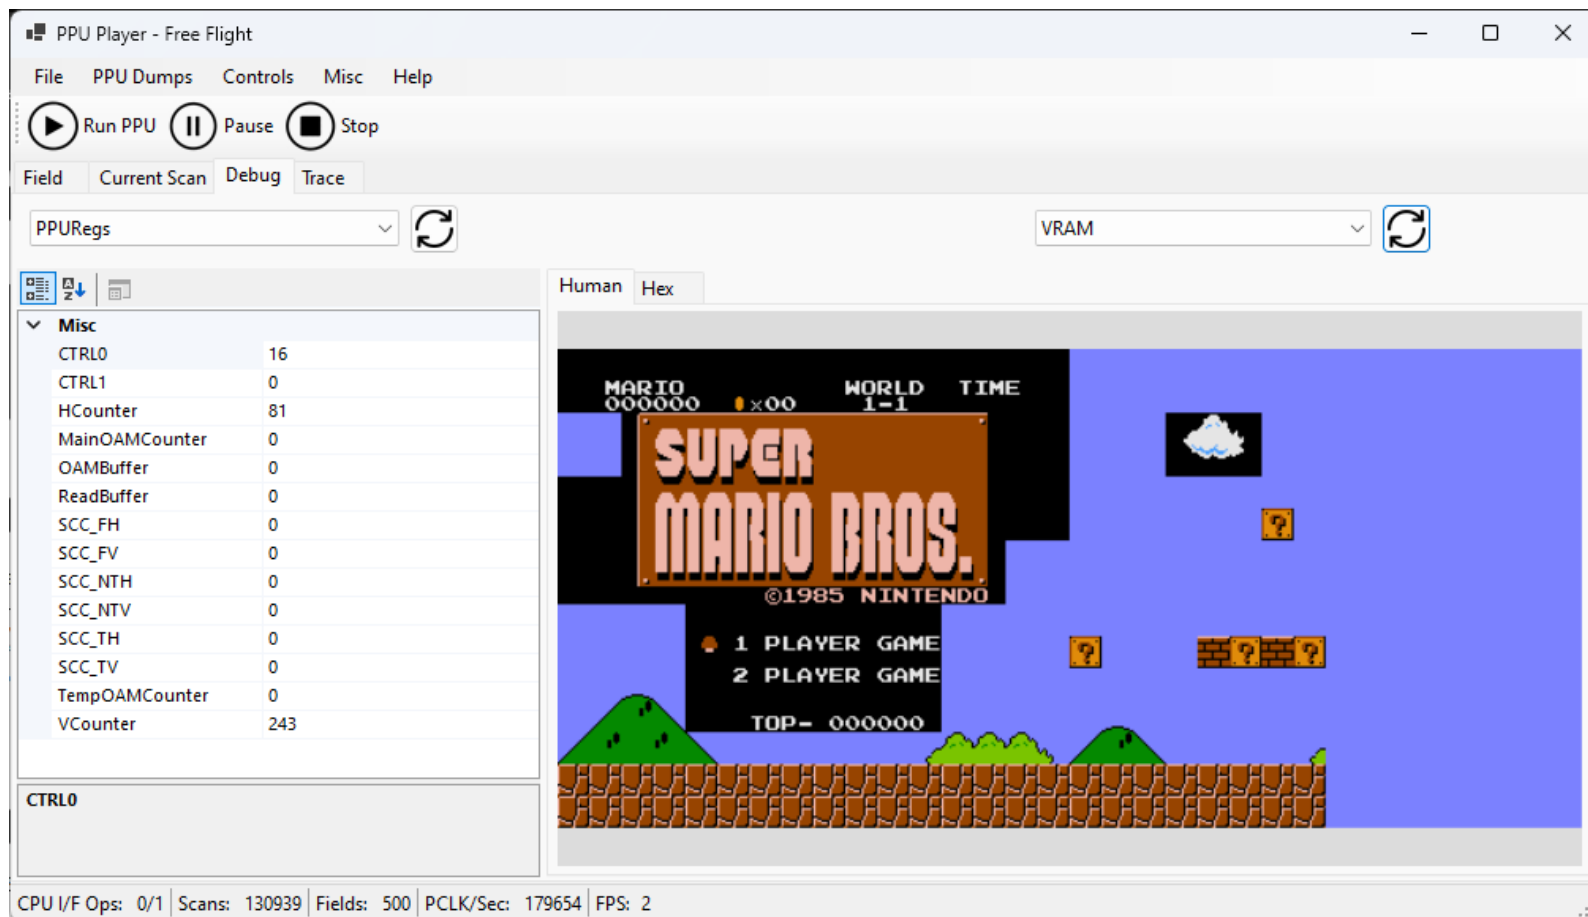 PPU Player - Free Flight
File PPU Dumps Controls Misc Help
Run PPU Pause Stop
Field Current Scan Debug Trace
PPURegs
VRAM
Human Hex
Misc
CTRL0 16
CTRL1 0
HCounter 81
MainOAMCounter 0
OAMBuffer 0
ReadBuffer 0
SCC_FH 0
SCC_FV 0
SCC_NTH 0
SCC_NTV 0
SCC_TH 0
SCC_TV 0
TempOAMCounter 0
VCounter 243
CTRL0
MARIO WORLD TIME
000000 ×00 1-1
SUPER
MARIO BROS.
©1985 NINTENDO
1 PLAYER GAME
2 PLAYER GAME
TOP- 000000
?
?
? ?
CPU I/F Ops: 0/1 Scans: 130939 Fields: 500 PCLK/Sec: 179654 FPS: 2